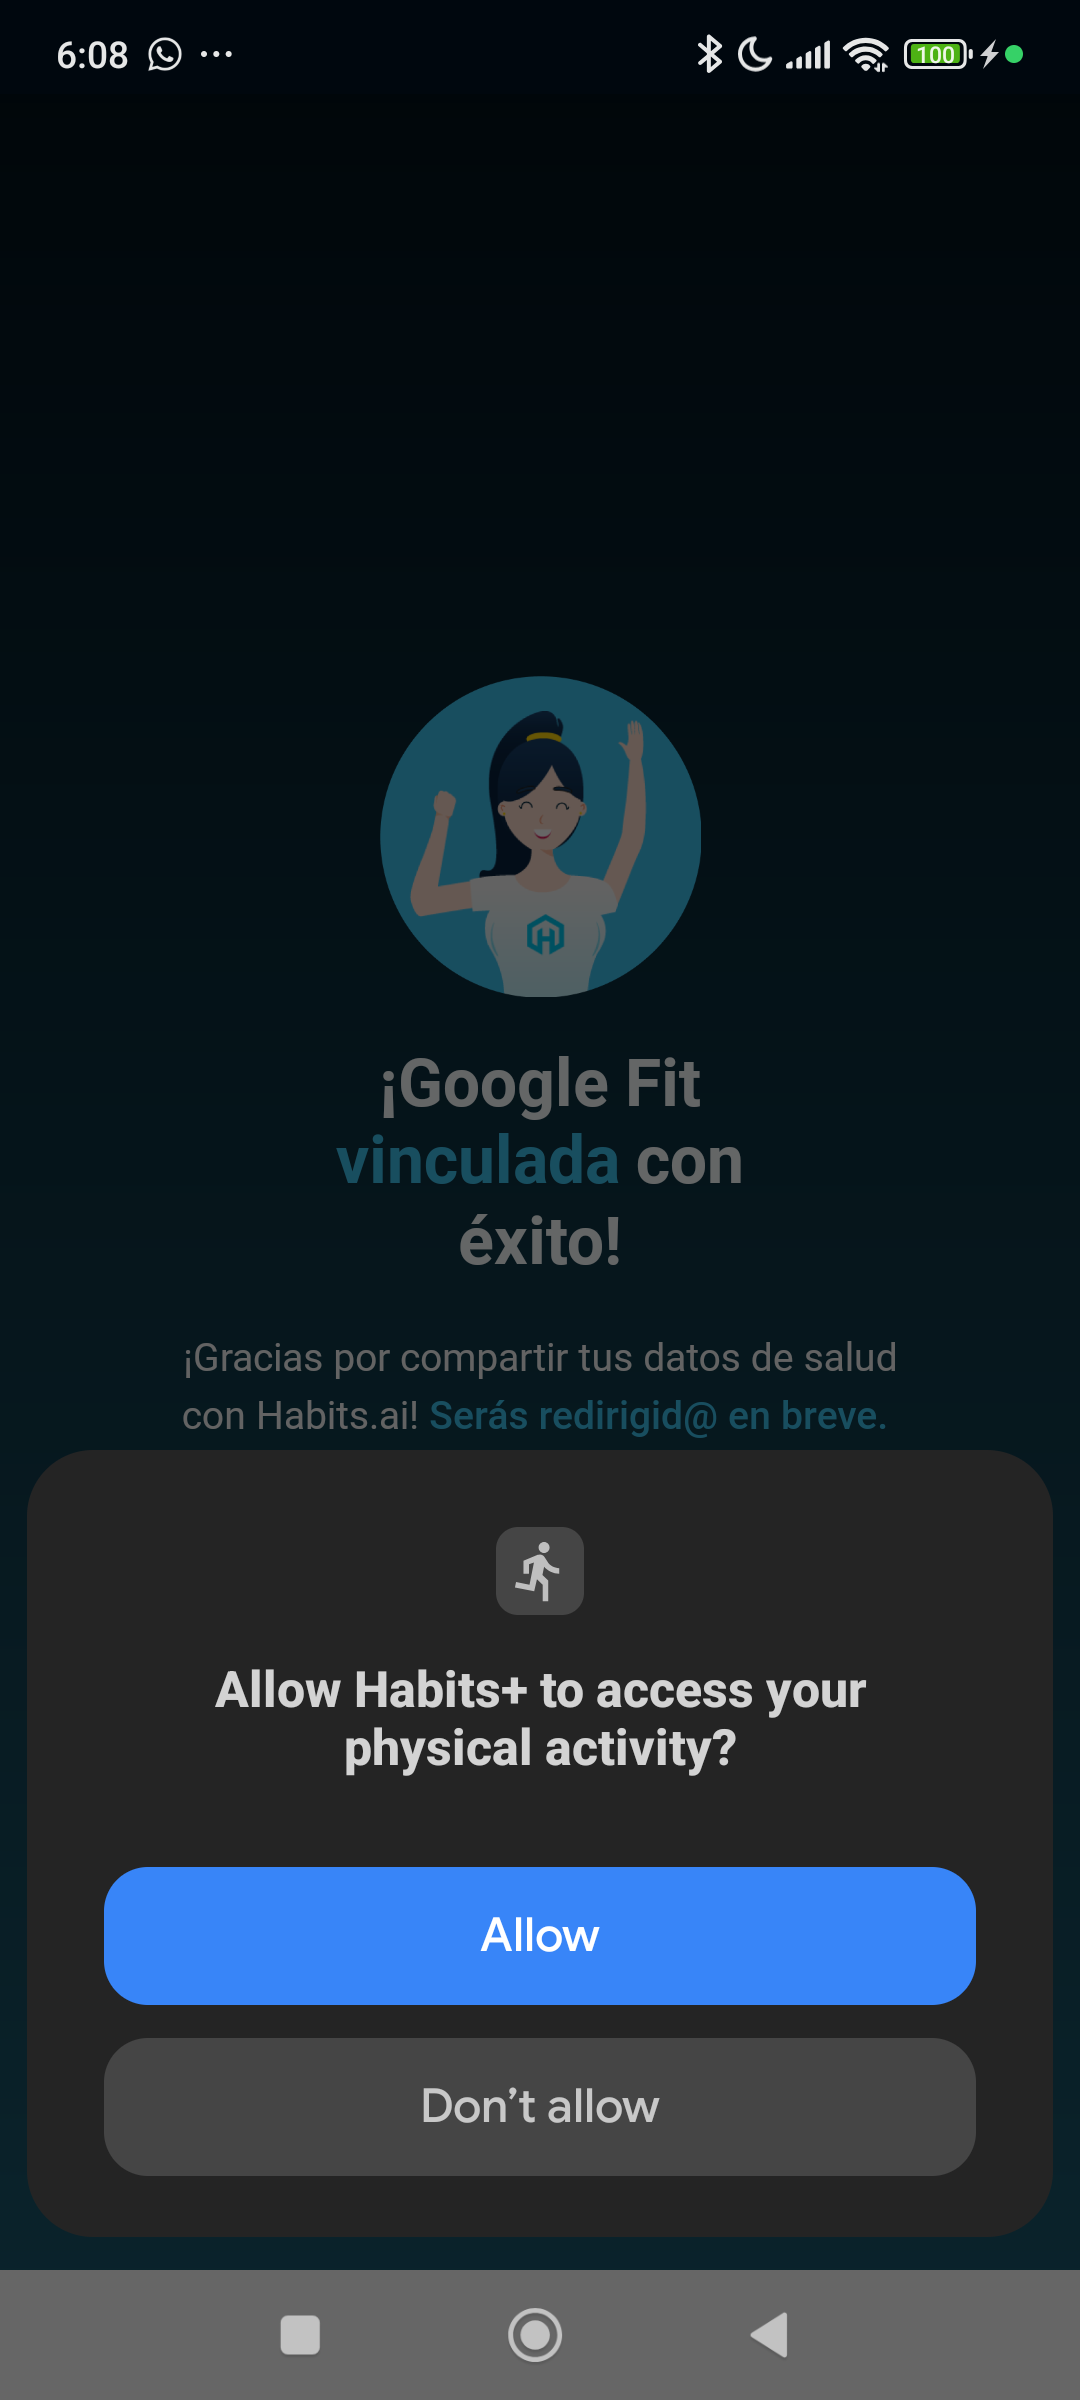 6:08
100
¡Google Fit
vinculada con
éxito!
¡Gracias por compartir tus datos de salud
con Habits.ai! Serás redirigid@ en breve.
Allow Habits+ to access your
physical activity?
Allow
Don’t allow